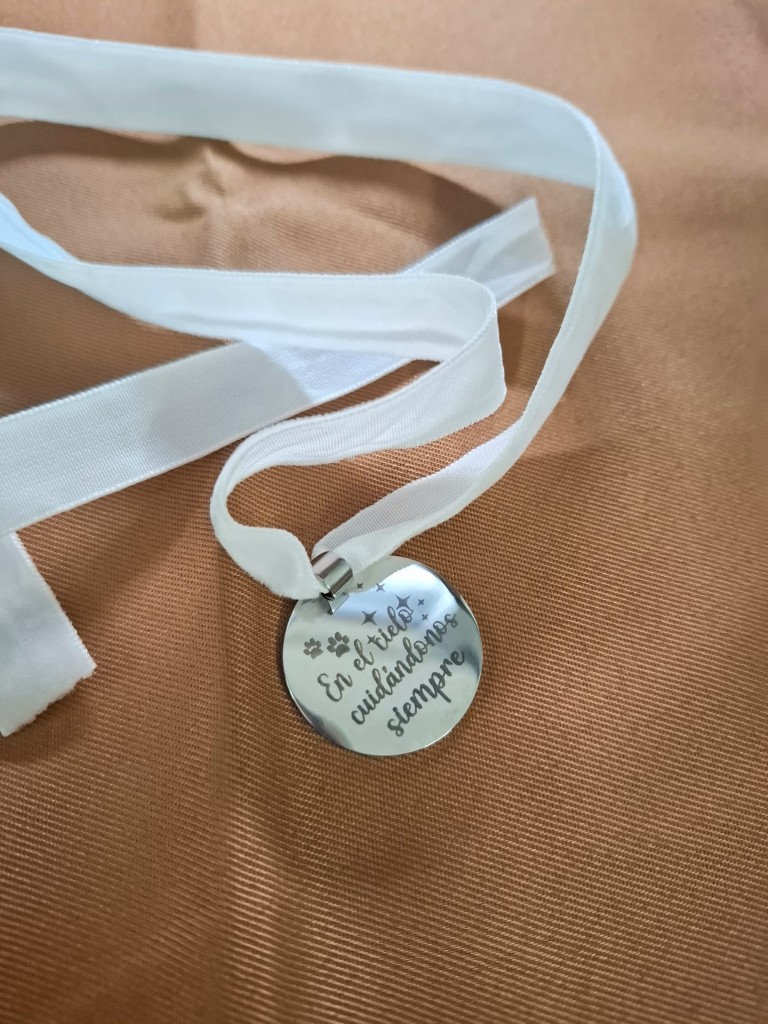 En el cielo
cuidándonos
siempre